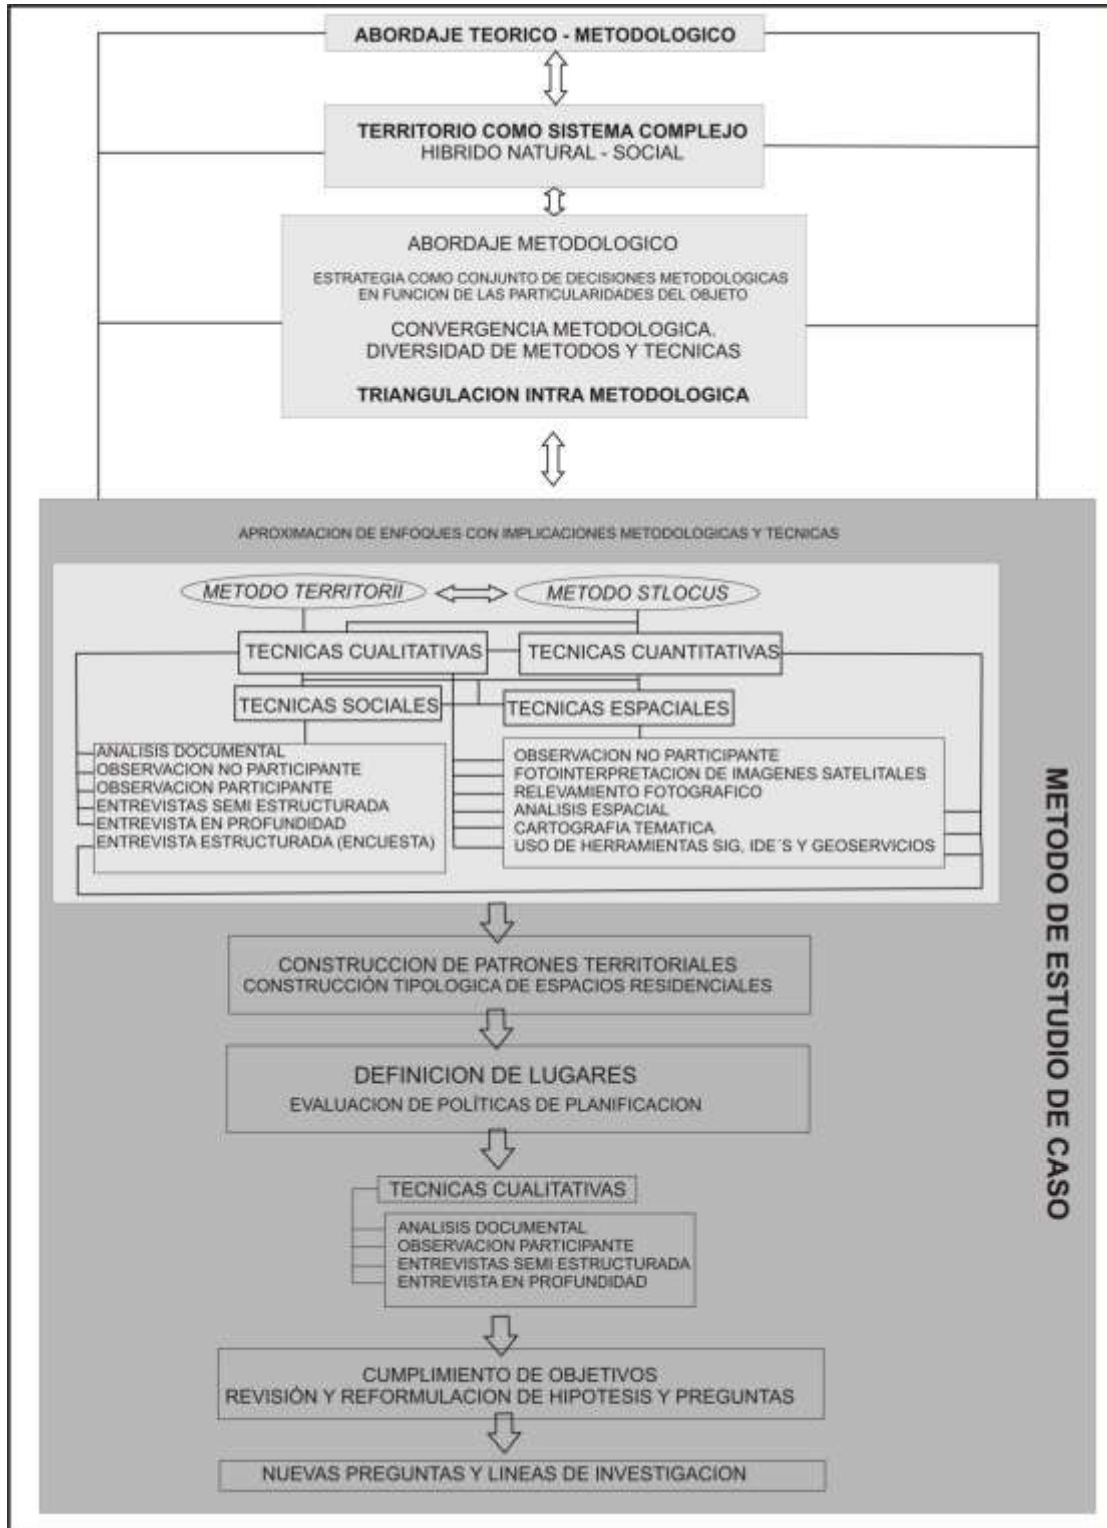 ABORDAJE TEORICO - METODOLOGICO
TERRITORIO COMO SISTEMA COMPLEJO
HIBRIDO NATURAL - SOCIAL
ABORDAJE METODOLOGICO
ESTRATEGIA COMO CONJUNTO DE DECISIONES METODOLOGICAS
EN FUNCION DE LAS PARTICULARIDADES DEL OBJETO
CONVERGENCIA METODOLOGICA.
DIVERSIDAD DE METODOS Y TECNICAS
TRIANGULACION INTRA METODOLOGICA
APROXIMACION DE ENFOQUES CON IMPLICACIONES METODOLOGICAS Y TECNICAS
METODO TERRITORII
METODO STLOCUS
TECNICAS CUALITATIVAS
TECNICAS CUANTITATIVAS
TECNICAS SOCIALES
TECNICAS ESPACIALES
ANALISIS DOCUMENTAL
OBSERVACION NO PARTICIPANTE
OBSERVACION PARTICIPANTE
ENTREVISTAS SEMI ESTRUCTURADA
ENTREVISTA EN PROFUNDIDAD
ENTREVISTA ESTRUCTURADA (ENCUESTA)
OBSERVACION NO PARTICIPANTE
FOTOINTERPRETACION DE IMAGENES SATELITALES
RELEVAMIENTO FOTOGRAFICO
ANALISIS ESPACIAL
CARTOGRAFIA TEMATICA
USO DE HERRAMIENTAS SIG, IDE´S Y GEOSERVICIOS
CONSTRUCCION DE PATRONES TERRITORIALES
CONSTRUCCIÓN TIPOLOGICA DE ESPACIOS RESIDENCIALES
DEFINICION DE LUGARES
EVALUACION DE POLÍTICAS DE PLANIFICACION
TECNICAS CUALITATIVAS
ANALISIS DOCUMENTAL
OBSERVACION PARTICIPANTE
ENTREVISTAS SEMI ESTRUCTURADA
ENTREVISTA EN PROFUNDIDAD
CUMPLIMIENTO DE OBJETIVOS
REVISIÓN Y REFORMULACION DE HIPOTESIS Y PREGUNTAS
NUEVAS PREGUNTAS Y LINEAS DE INVESTIGACION
METODO DE ESTUDIO DE CASO